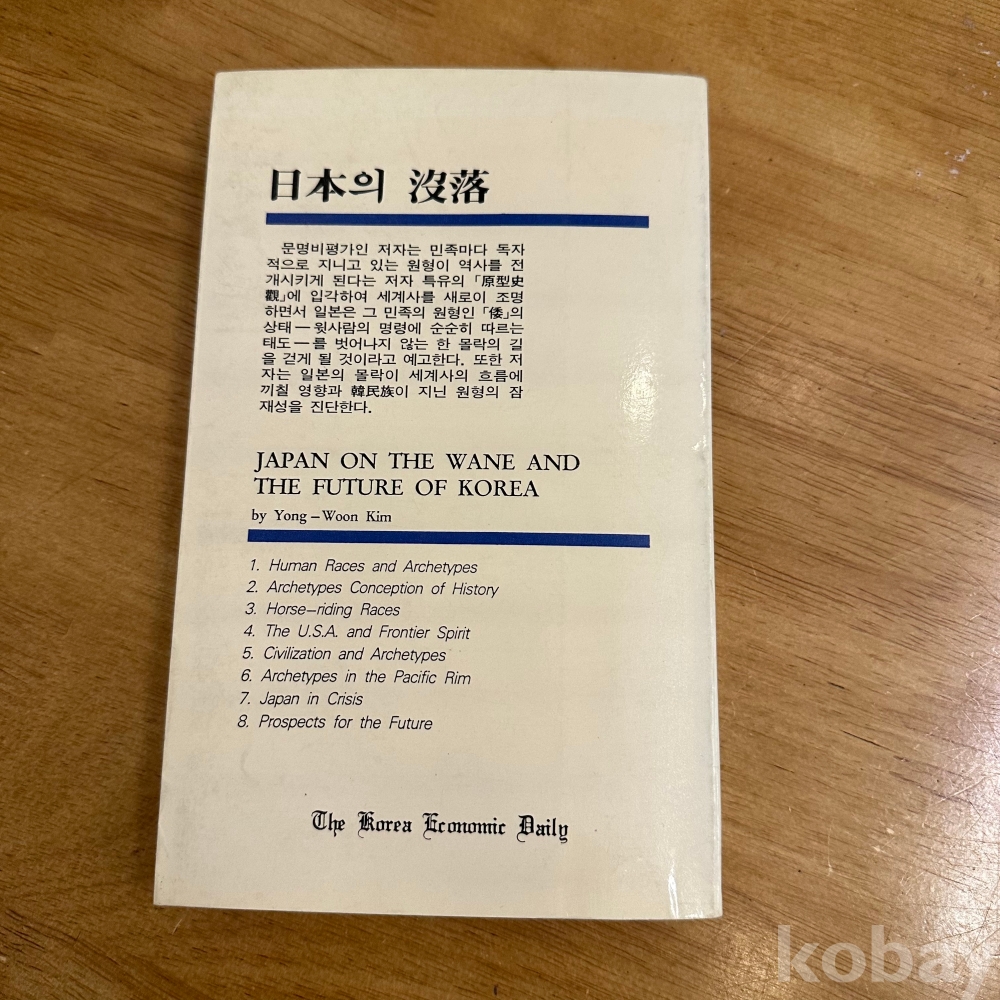 日本의 沒落
문명비평가인 저자는 민족마다 독자
적으로 지니고 있는 원형이 역사를 전
개시키게 된다는 저자 특유의 「原型史
觀」에 입각하여 세계사를 새로이 조명
하면서 일본은 그 민족의 원형인 「倭」의
상태—윗사람의 명령에 순순히 따르는
태도—를 벗어나지 않는 한 몰락의 길
을 걷게 될 것이라고 예고한다. 또한 저
자는 일본의 몰락이 세계사의 흐름에
끼칠 영향과 韓民族이 지닌 원형의 잠
재성을 진단한다.
JAPAN ON THE WANE AND
THE FUTURE OF KOREA
by Yong–Woon Kim
1. Human Races and Archetypes
2. Archetypes Conception of History
3. Horse–riding Races
4. The U.S.A. and Frontier Spirit
5. Civilization and Archetypes
6. Archetypes in the Pacific Rim
7. Japan in Crisis
8. Prospects for the Future
The Korea Economic Daily
kobay